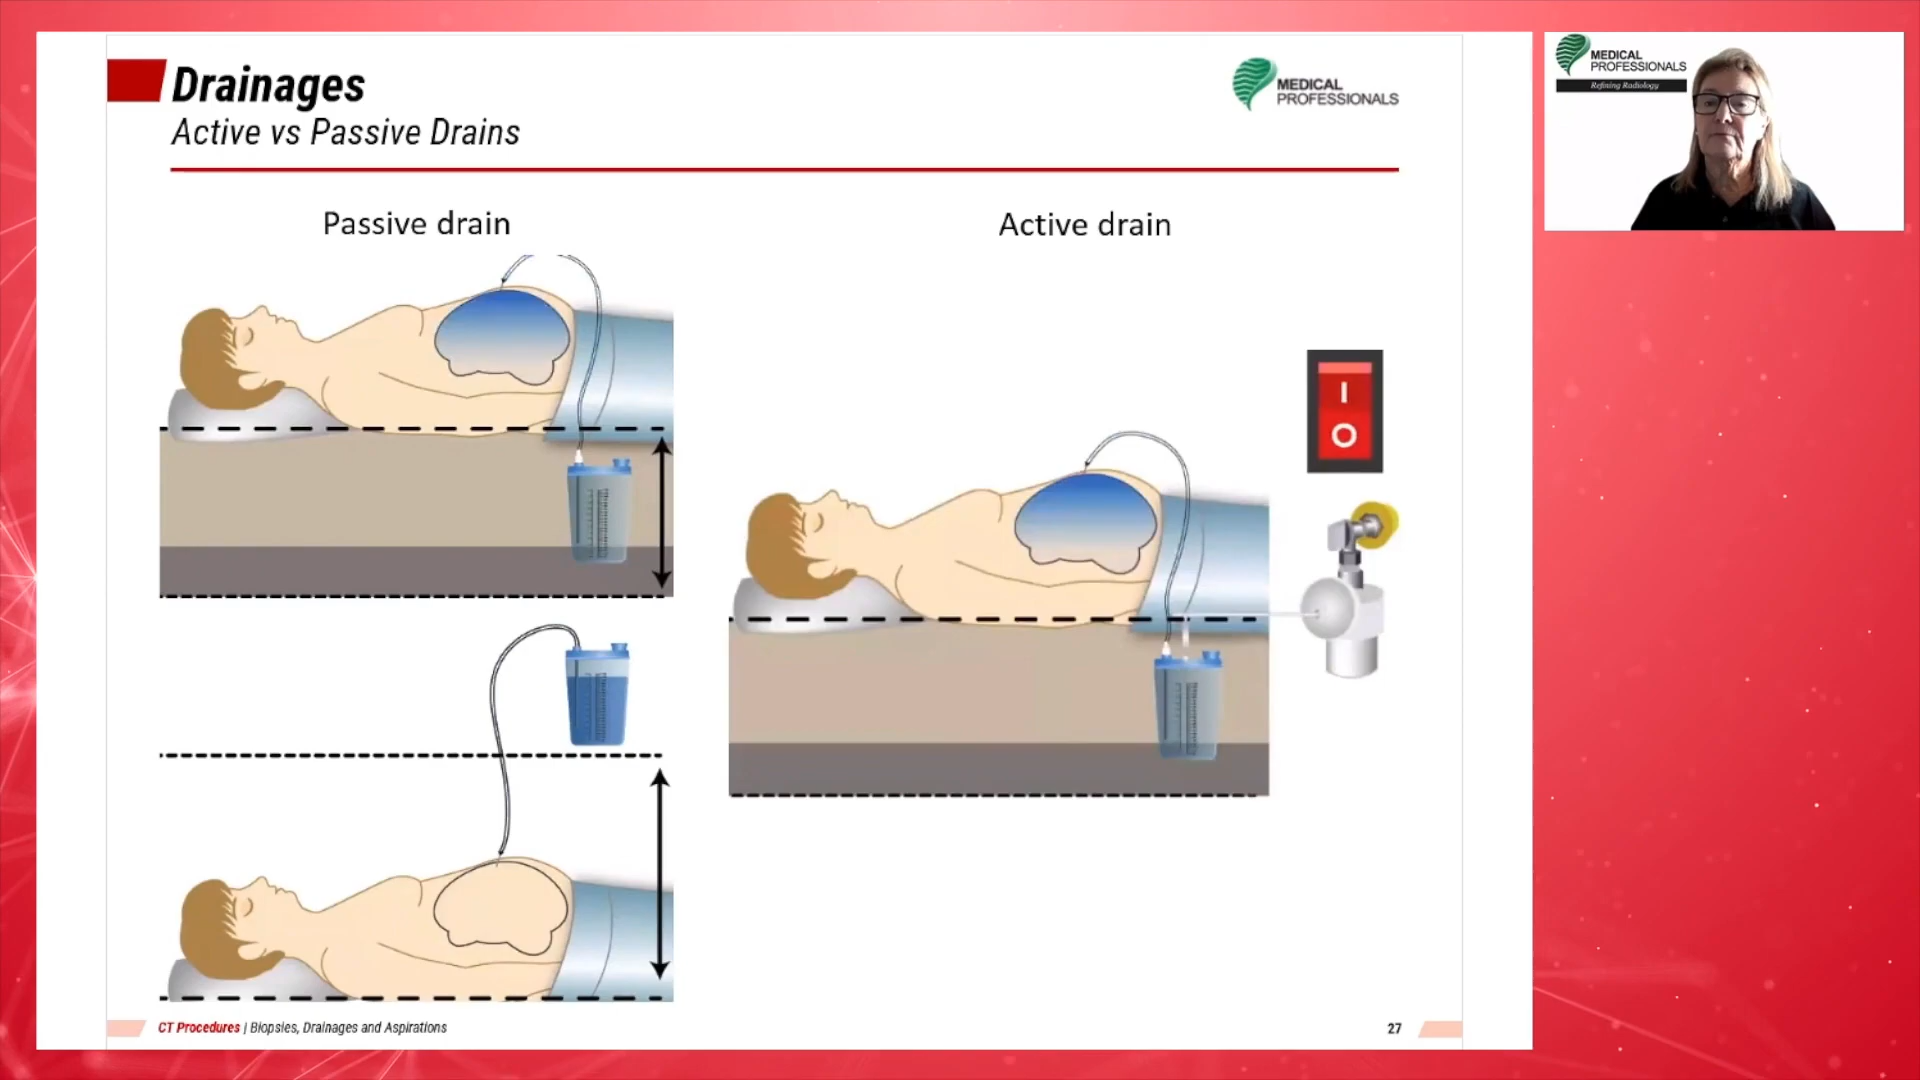 Drainages
Active vs Passive Drains
MEDICAL
PROFESSIONALS
Passive drain
Active drain
I
O
CT Procedures | Biopsies, Drainages and Aspirations
27
MEDICAL
PROFESSIONALS
Refining Radiology